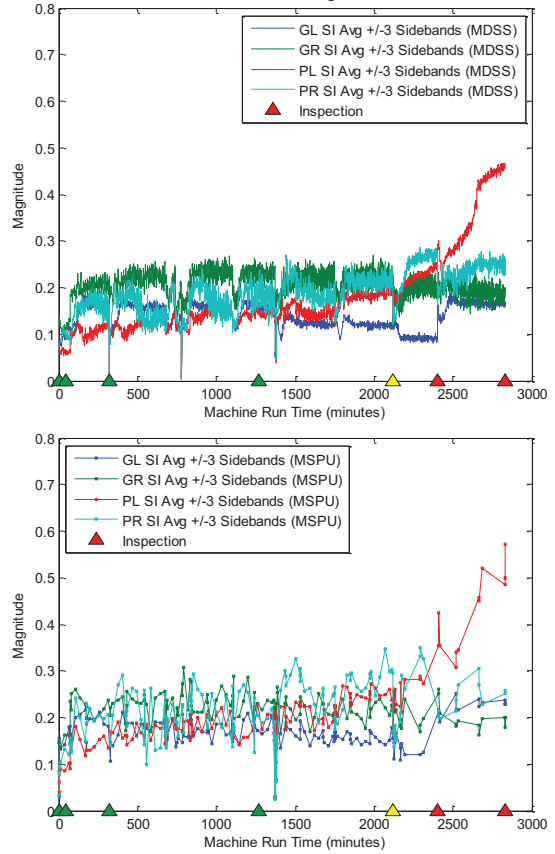 0.8
0.7
0.6
0.5
0.4
0.3
0.2
0.1
0
Magnitude
GL SI Avg +/-3 Sidebands (MDSS)
GR SI Avg +/-3 Sidebands (MDSS)
PL SI Avg +/-3 Sidebands (MDSS)
PR SI Avg +/-3 Sidebands (MDSS)
Inspection
0 500 1000 1500 2000 2500 3000
Machine Run Time (minutes)
0.8
0.7
0.6
0.5
0.4
0.3
0.2
0.1
0
Magnitude
GL SI Avg +/-3 Sidebands (MSPU)
GR SI Avg +/-3 Sidebands (MSPU)
PL SI Avg +/-3 Sidebands (MSPU)
PR SI Avg +/-3 Sidebands (MSPU)
Inspection
0 500 1000 1500 2000 2500 3000
Machine Run Time (minutes)